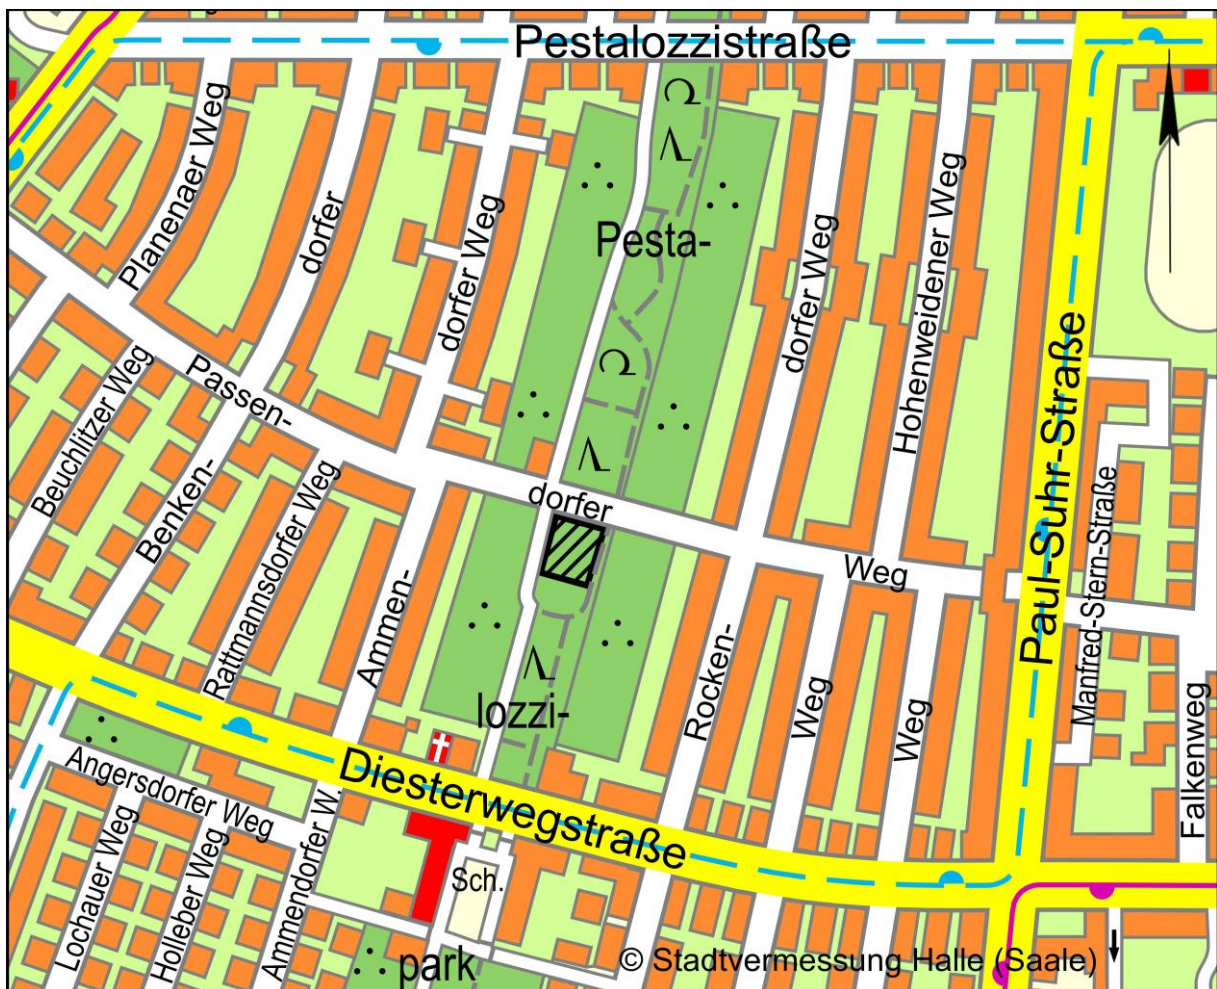 Pestalozzistraße
Planenaer Weg
dorfer
dorfer Weg
Pesta-
dorfer Weg
Hohenweidener Weg
Paul-Suhr-Straße
Beuchlitzer Weg
Passen-
dorfer
Weg
Benken-
Rattmannsdorfer Weg
Ammen-
Rocken-
Weg
Weg
Manfred-Stern-Straße
Falkenweg
lozzi-
Diesterwegstraße
Angersdorfer Weg
Lochauer Weg
Holleber Weg
Ammendorfer W.
Sch.
park
© Stadtvermessung Halle (Saale)